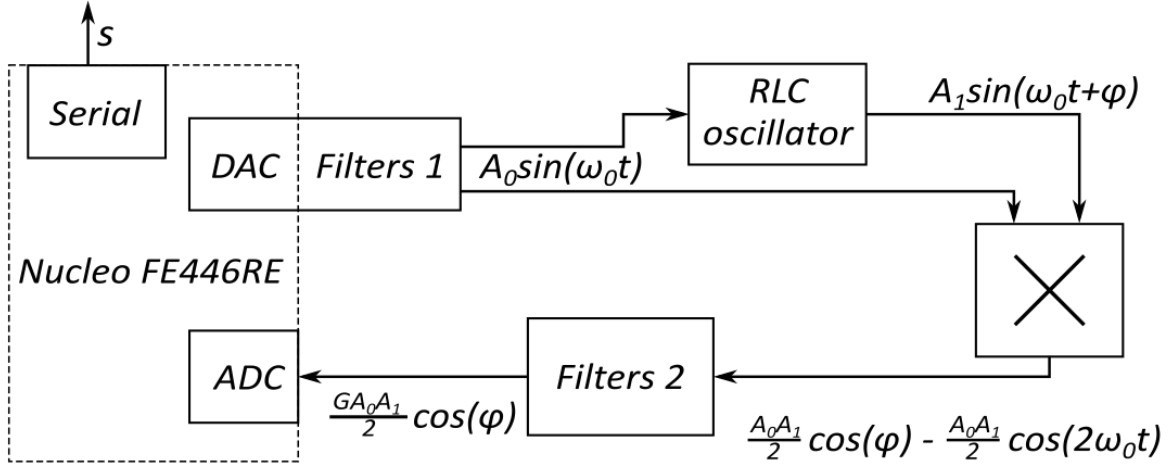 s
Serial
DAC Filters 1
A₀sin(ω₀t)
RLC
oscillator
A₁sin(ω₀t+φ)
Nucleo FE446RE
ADC
Filters 2
GA₀A₁/2 cos(φ)
A₀A₁/2 cos(φ) - A₀A₁/2 cos(2ω₀t)